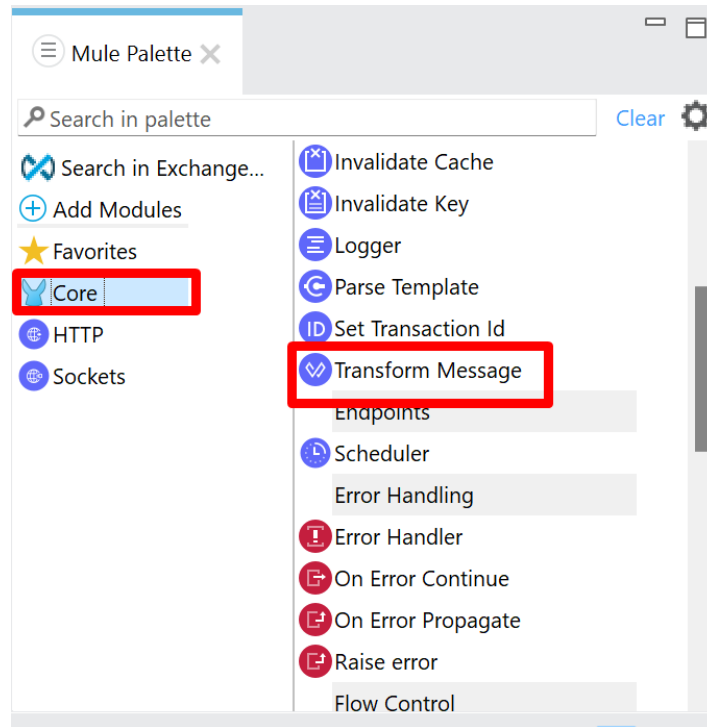 Mule Palette
Search in palette
Clear
Search in Exchange...
Add Modules
Favorites
Core
HTTP
Sockets
Invalidate Cache
Invalidate Key
Logger
Parse Template
ID Set Transaction Id
Transform Message
Endpoints
Scheduler
Error Handling
Error Handler
On Error Continue
On Error Propagate
Raise error
Flow Control